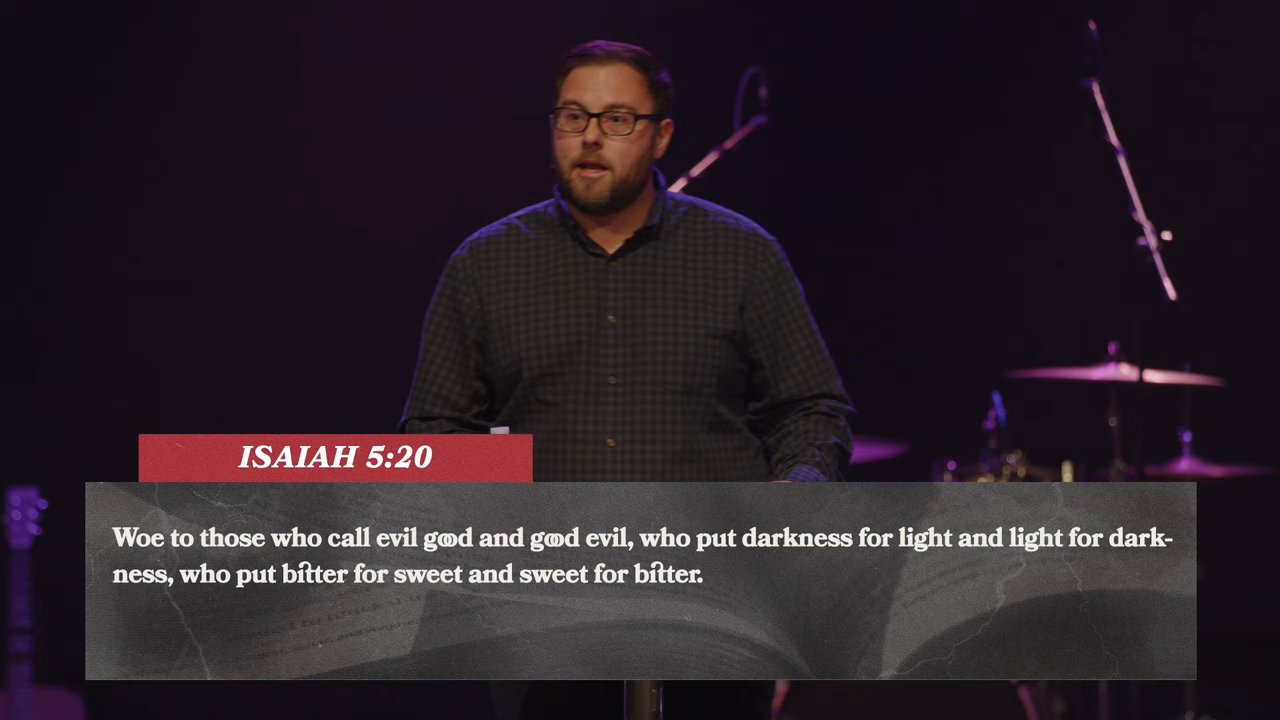 ISAIAH 5:20
Woe to those who call evil good and good evil, who put darkness for light and light for dark-
ness, who put bitter for sweet and sweet for bitter.